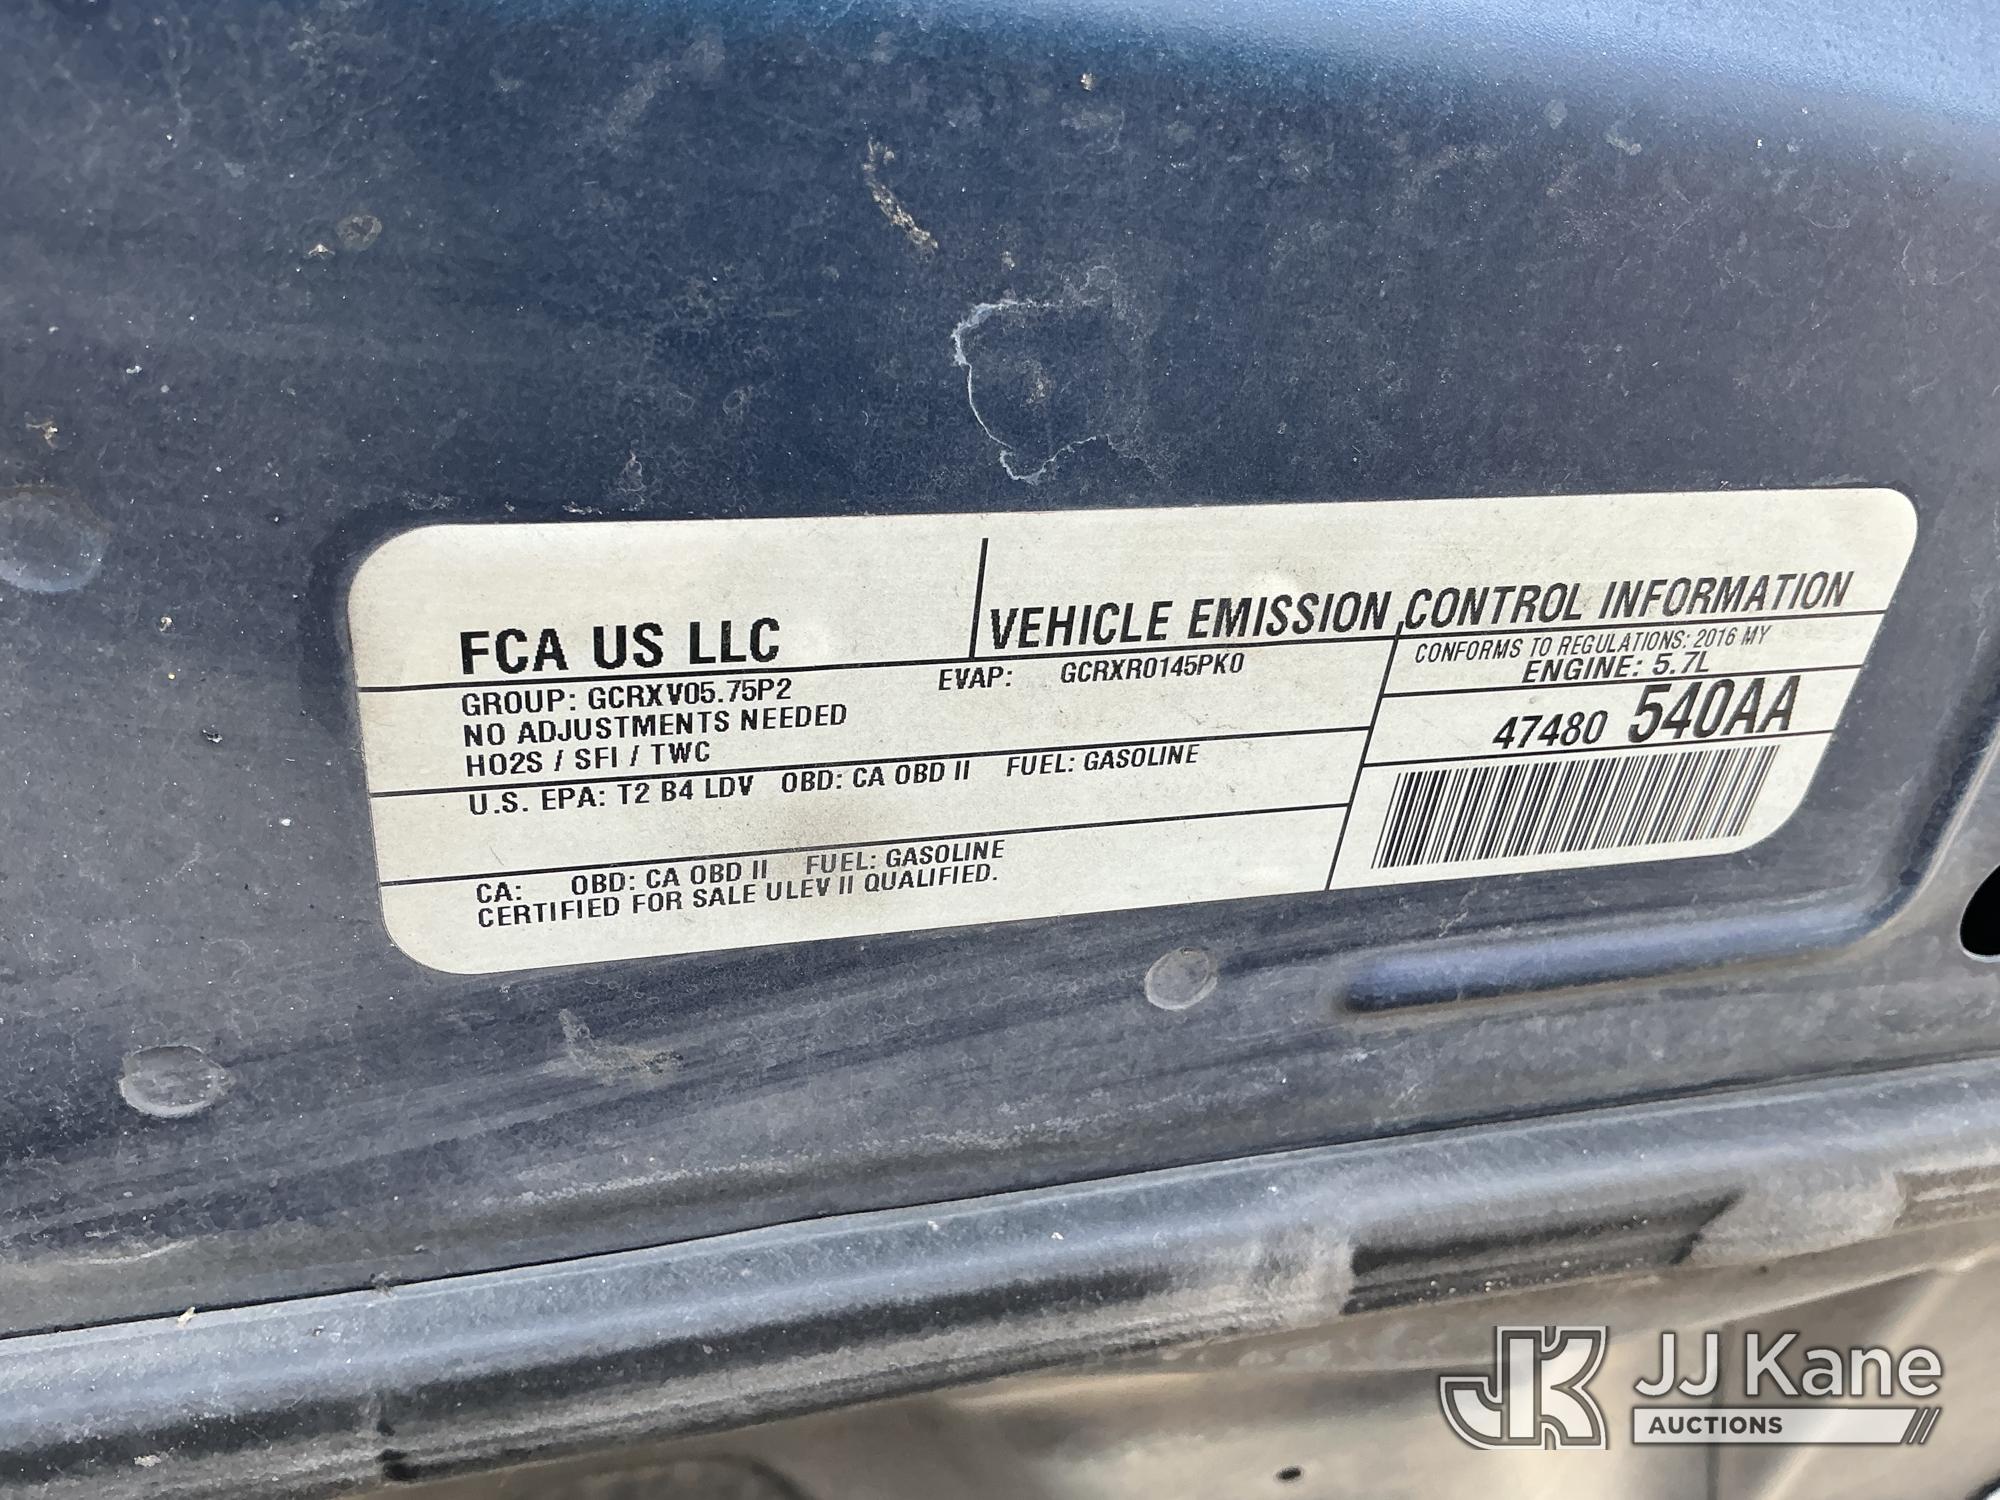 FCA US LLC
VEHICLE EMISSION CONTROL INFORMATION
GROUP: GCRXV05.75P2
EVAP: GCRXR0145PK0
NO ADJUSTMENTS NEEDED
HO2S / SFI / TWC
U.S. EPA: T2 B4 LDV OBD: CA OBD II FUEL: GASOLINE
CA: OBD: CA OBD II FUEL: GASOLINE
CERTIFIED FOR SALE ULEV II QUALIFIED.
CONFORMS TO REGULATIONS: 2016 MY
ENGINE: 5.7L
47480 540AA
JK JJ Kane
AUCTIONS